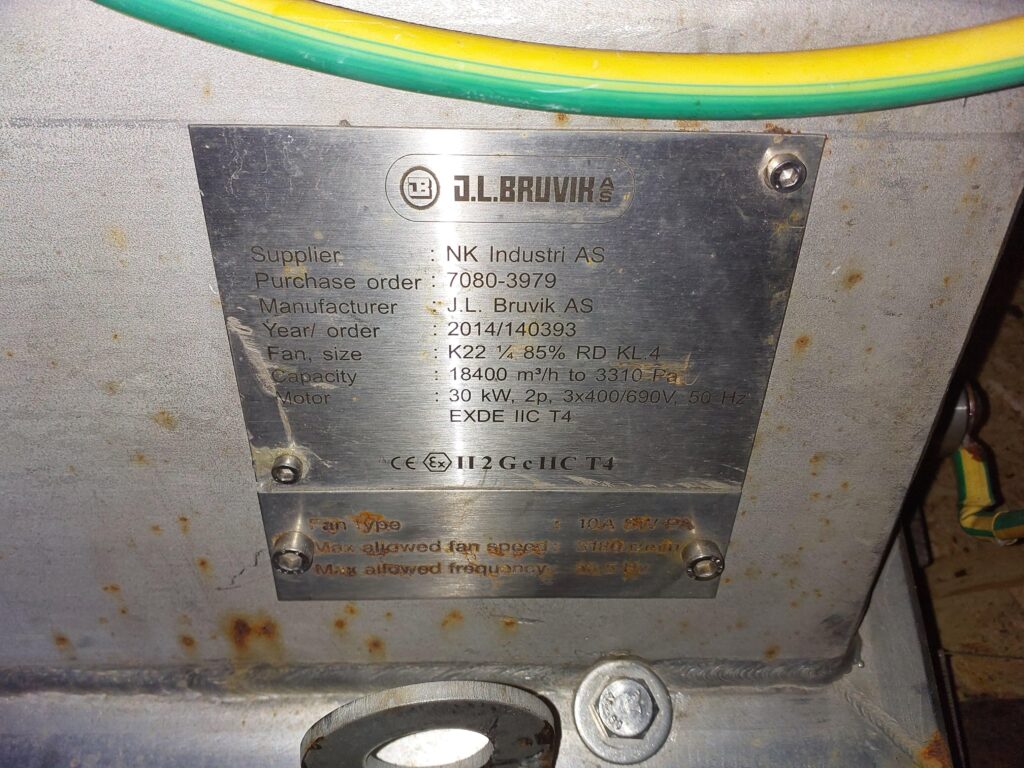 J.L.BRUVIK AS
Supplier : NK Industri AS
Purchase order : 7080-3979
Manufacturer : J.L. Bruvik AS
Year/ order : 2014/140393
Fan, size : K22 ¼ 85% RD KL.4
Capacity : 18400 m³/h to 3310 Pa
Motor : 30 kW, 2p, 3x400/690V, 50 Hz
EXDE IIC T4
CE Ex II 2 G c IIC T4
Fan type : 10A
Max allowed fan speed :
Max allowed frequency :